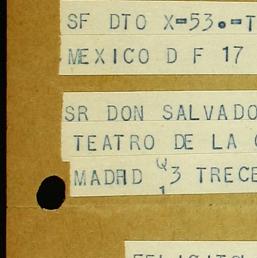 SF DTO X=53.=T
MEXICO D F 17
SR DON SALVADO
TEATRO DE LA
MADRID 3 TRECE